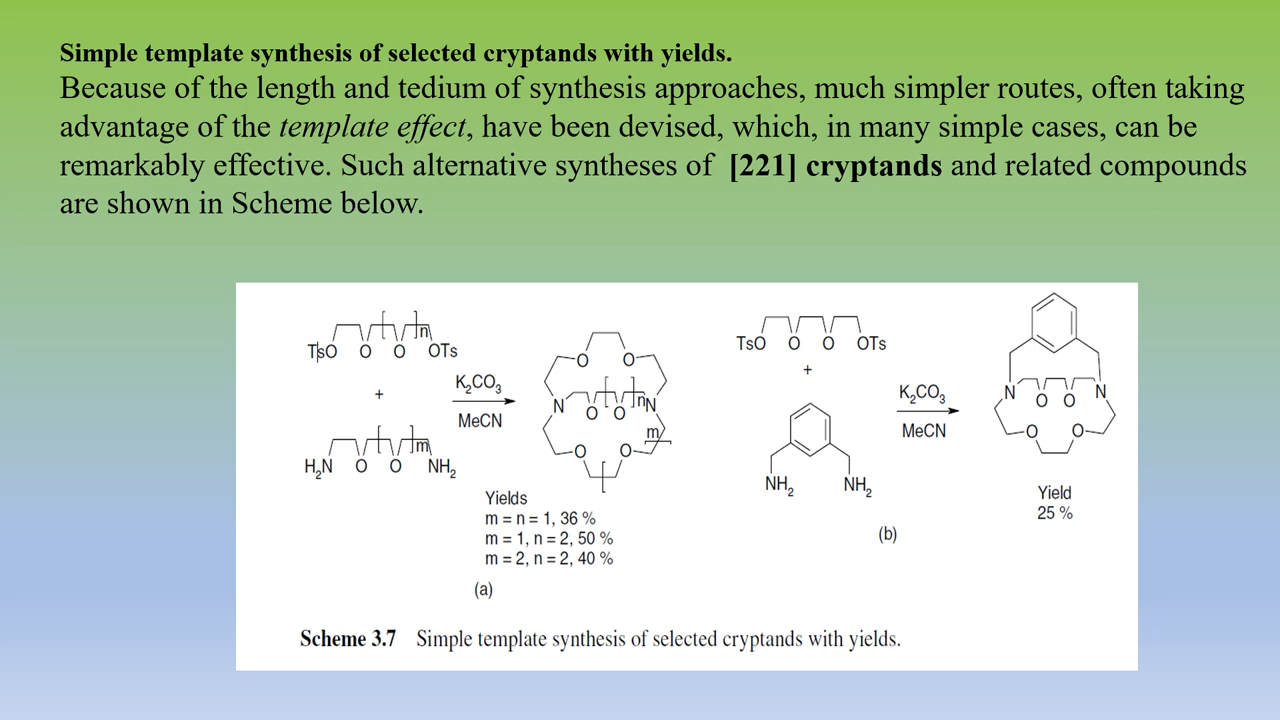 Simple template synthesis of selected cryptands with yields.
Because of the length and tedium of synthesis approaches, much simpler routes, often taking
advantage of the template effect, have been devised, which, in many simple cases, can be
remarkably effective. Such alternative syntheses of [221] cryptands and related compounds
are shown in Scheme below.
n
TsO O O OTs
+
m
H₂N O O NH₂
K₂CO₃
MeCN
O O
N O O n N
m
O O
Yields
m = n = 1, 36 %
m = 1, n = 2, 50 %
m = 2, n = 2, 40 %
(a)
TsO O O OTs
+
NH₂ NH₂
K₂CO₃
MeCN
N O O N
O O
Yield
25 %
(b)
Scheme 3.7 Simple template synthesis of selected cryptands with yields.